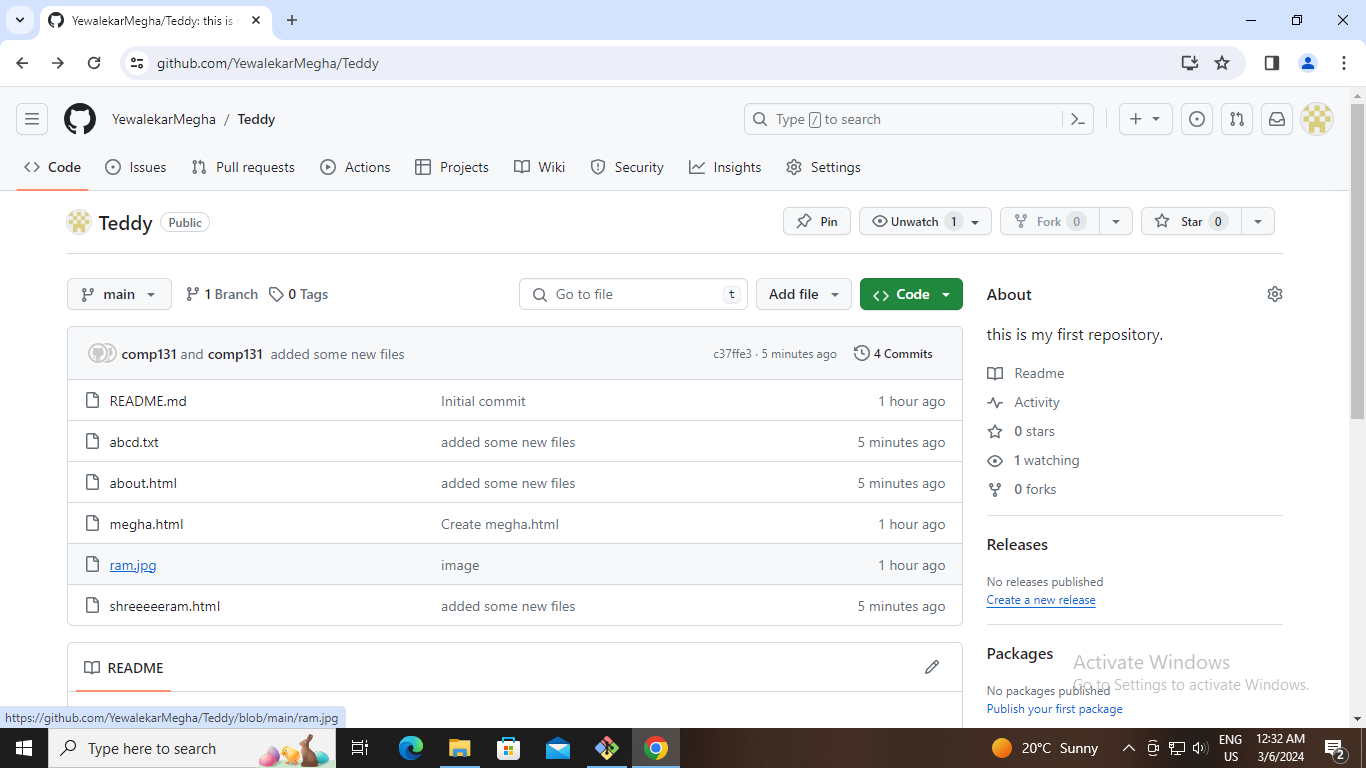 YewalekarMegha/Teddy: this is
github.com/YewalekarMegha/Teddy
YewalekarMegha / Teddy
Type / to search
Code Issues Pull requests Actions Projects Wiki Security Insights Settings
Teddy Public
Pin Unwatch 1 Fork 0 Star 0
main 1 Branch 0 Tags Go to file t Add file Code
About
this is my first repository.
comp131 and comp131 added some new files c37ffe3 · 5 minutes ago 4 Commits
README.md Initial commit 1 hour ago
abcd.txt added some new files 5 minutes ago
about.html added some new files 5 minutes ago
megha.html Create megha.html 1 hour ago
ram.jpg image 1 hour ago
shreeeeeram.html added some new files 5 minutes ago
Readme
Activity
0 stars
1 watching
0 forks
Releases
No releases published
Create a new release
Packages
No packages published
Publish your first package
README
Activate Windows
Go to Settings to activate Windows.
https://github.com/YewalekarMegha/Teddy/blob/main/ram.jpg
Type here to search
20°C Sunny
ENG
US
12:32 AM
3/6/2024
2